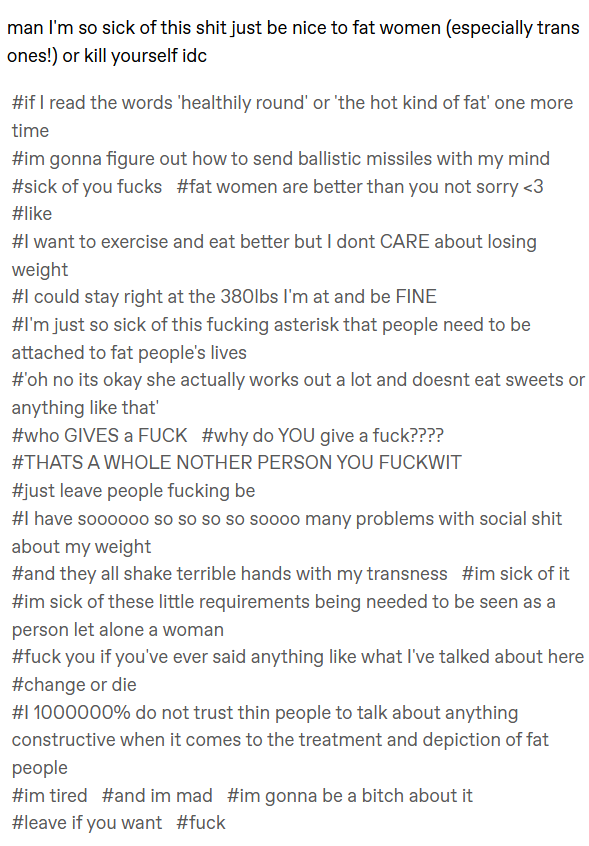 man I'm so sick of this shit just be nice to fat women (especially trans
ones!) or kill yourself idc
#if I read the words 'healthily round' or 'the hot kind of fat' one more
time
#im gonna figure out how to send ballistic missiles with my mind
#sick of you fucks #fat women are better than you not sorry <3
#like
#I want to exercise and eat better but I dont CARE about losing
weight
#I could stay right at the 380lbs I'm at and be FINE
#I'm just so sick of this fucking asterisk that people need to be
attached to fat people's lives
#'oh no its okay she actually works out a lot and doesnt eat sweets or
anything like that'
#who GIVES a FUCK #why do YOU give a fuck????
#THATS A WHOLE NOTHER PERSON YOU FUCKWIT
#just leave people fucking be
#I have soooooo so so so so soooo many problems with social shit
about my weight
#and they all shake terrible hands with my transness #im sick of it
#im sick of these little requirements being needed to be seen as a
person let alone a woman
#fuck you if you've ever said anything like what I've talked about here
#change or die
#I 1000000% do not trust thin people to talk about anything
constructive when it comes to the treatment and depiction of fat
people
#im tired #and im mad #im gonna be a bitch about it
#leave if you want #fuck